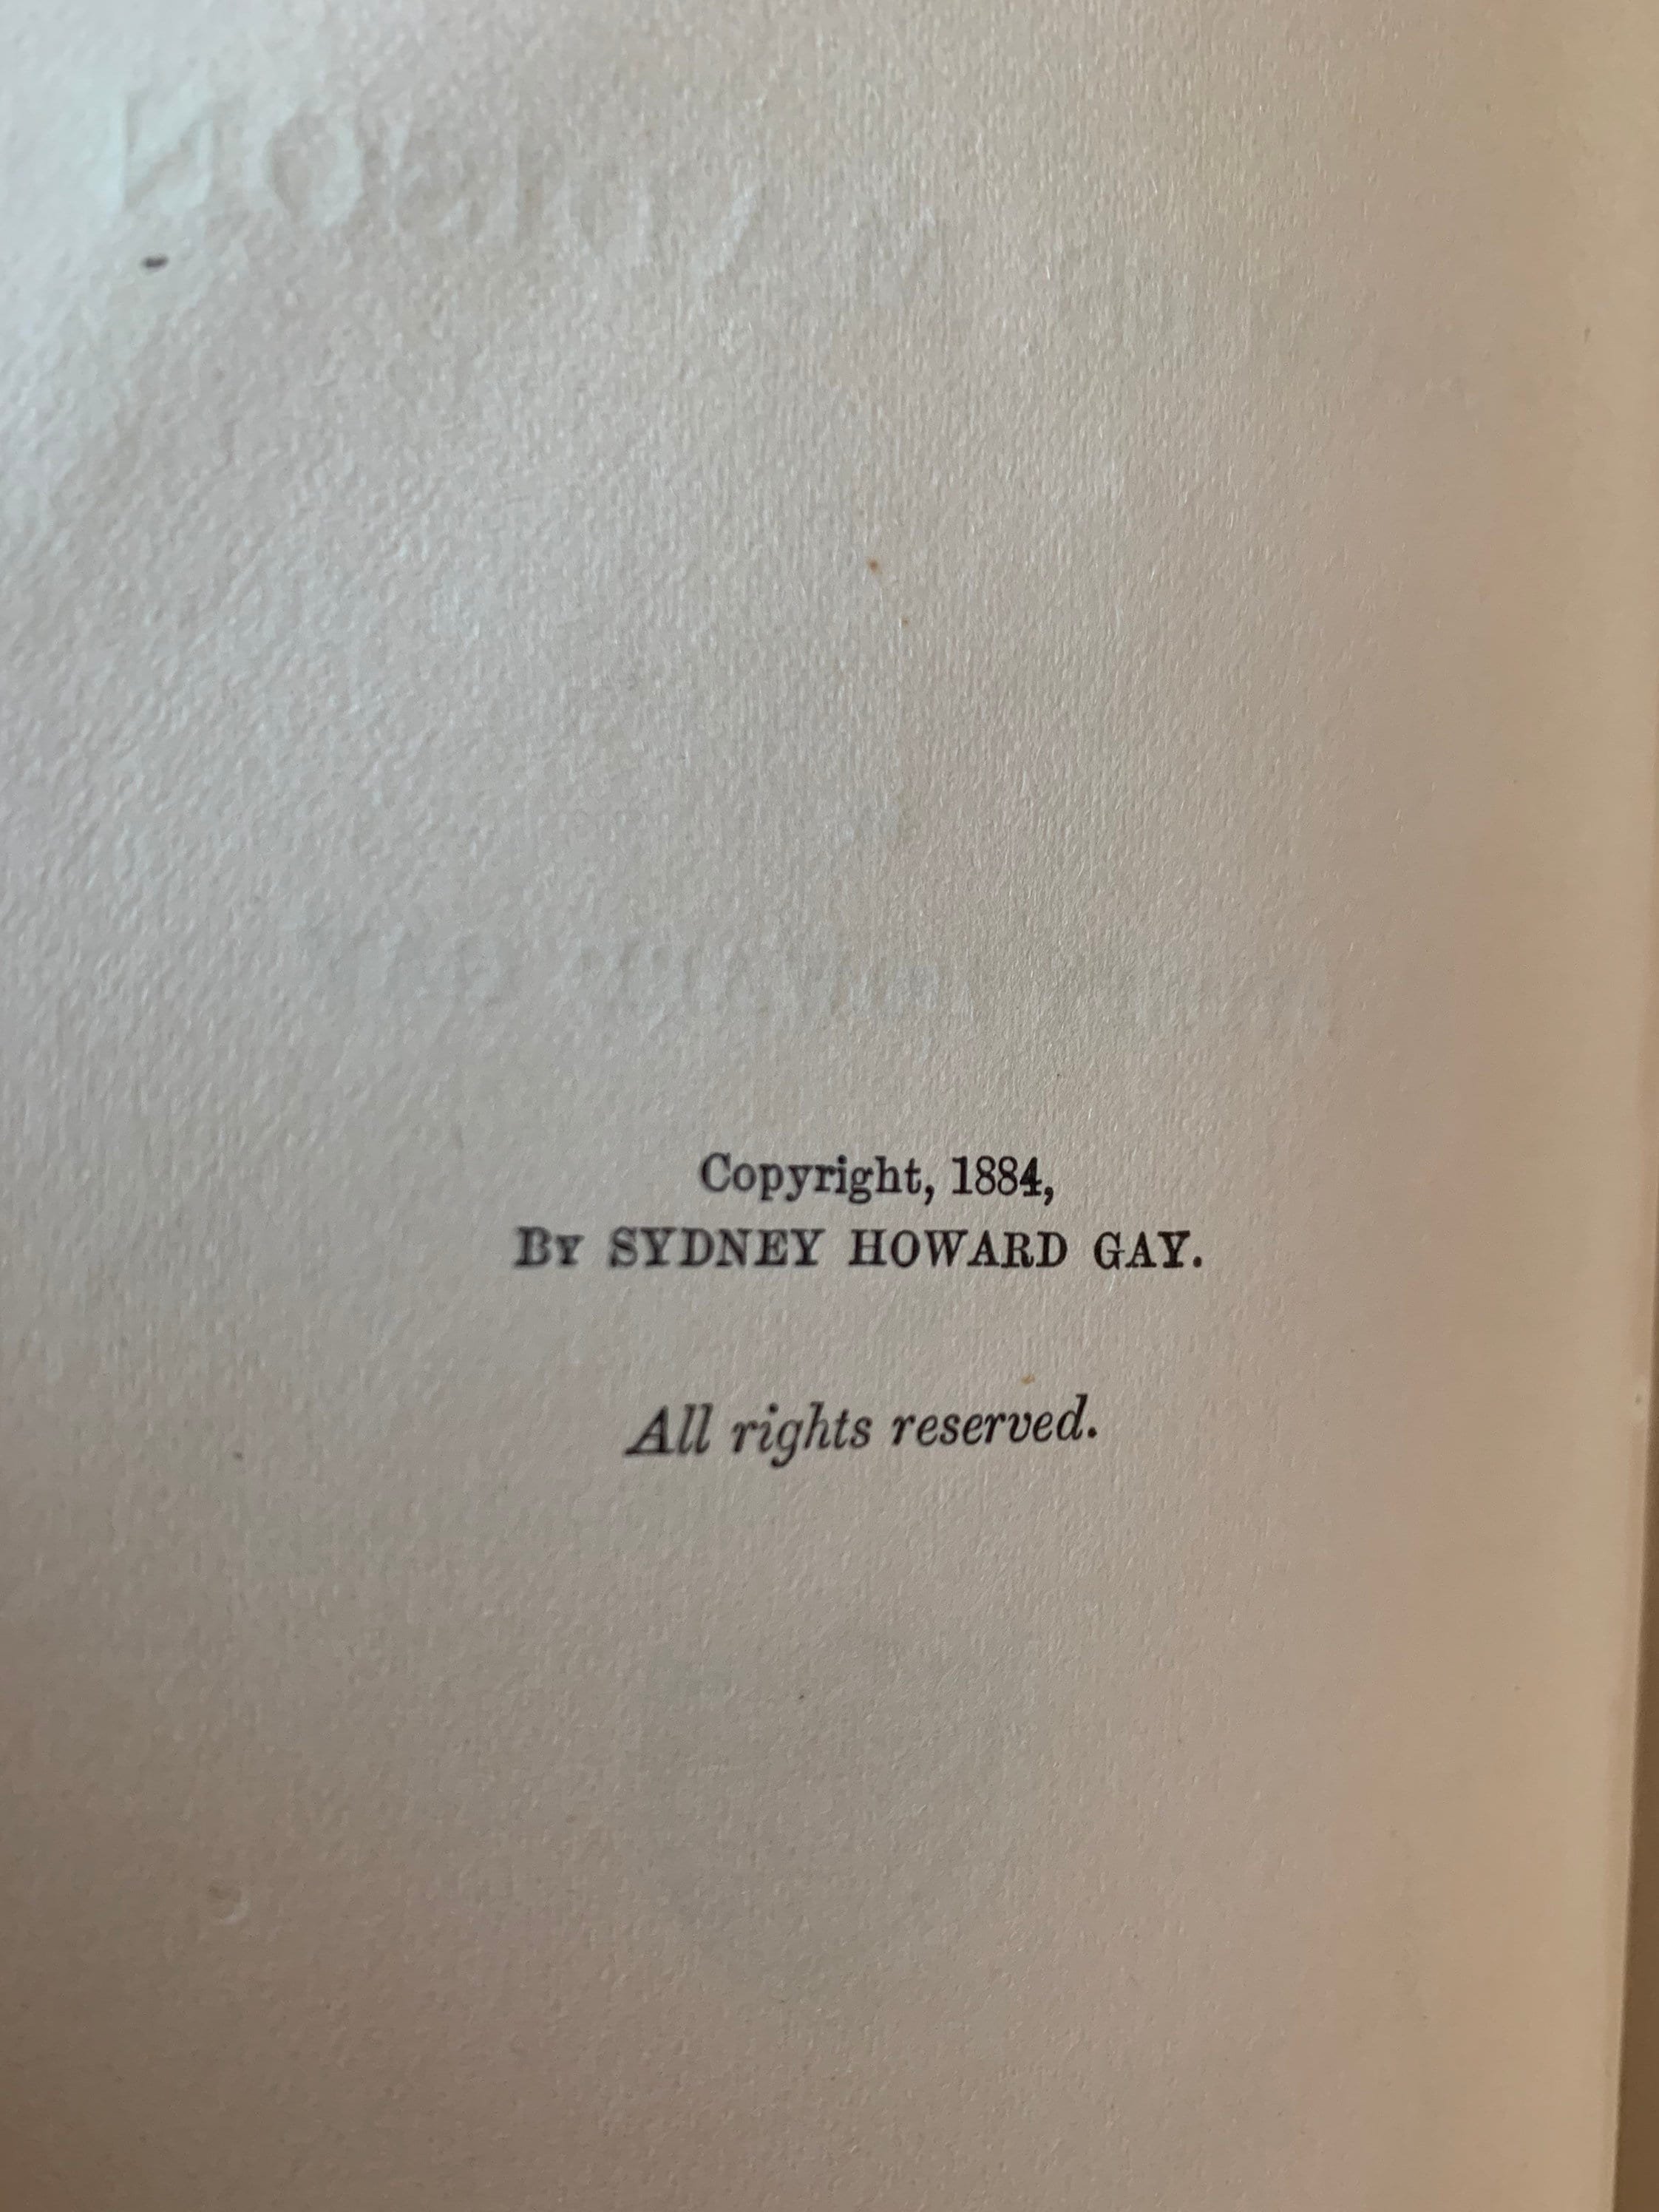 Copyright, 1884,
By SYDNEY HOWARD GAY.
All rights reserved.